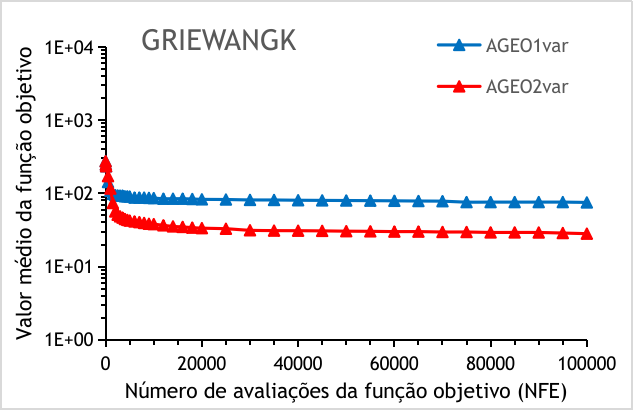 GRIEWANGK
AGEO1var
AGEO2var
Valor médio da função objetivo
1E+04
1E+03
1E+02
1E+01
1E+00
0 20000 40000 60000 80000 100000
Número de avaliações da função objetivo (NFE)